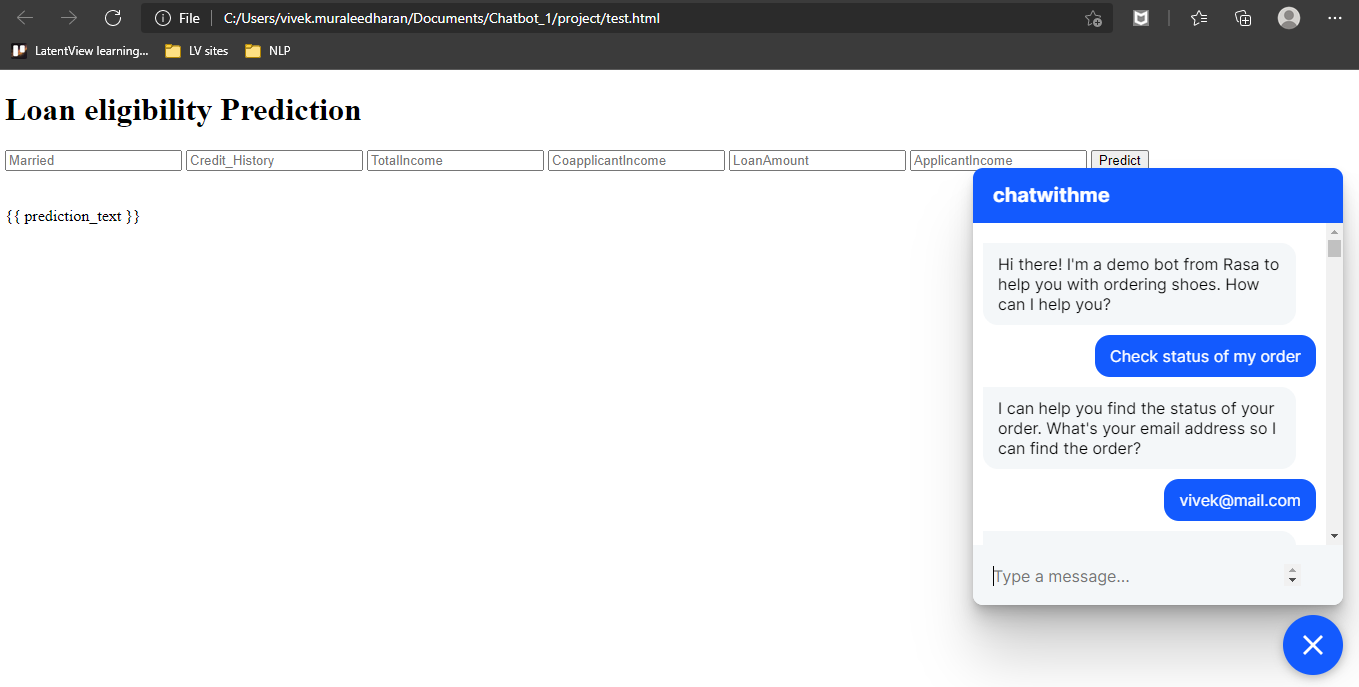 File C:/Users/vivek.muraleedharan/Documents/Chatbot_1/project/test.html
LatentView learning... LV sites NLP
Loan eligibility Prediction
Married Credit_History TotalIncome CoapplicantIncome LoanAmount ApplicantIncome Predict
{{ prediction_text }}
chatwithme
Hi there! I'm a demo bot from Rasa to
help you with ordering shoes. How
can I help you?
Check status of my order
I can help you find the status of your
order. What's your email address so I
can find the order?
vivek@mail.com
Type a message...